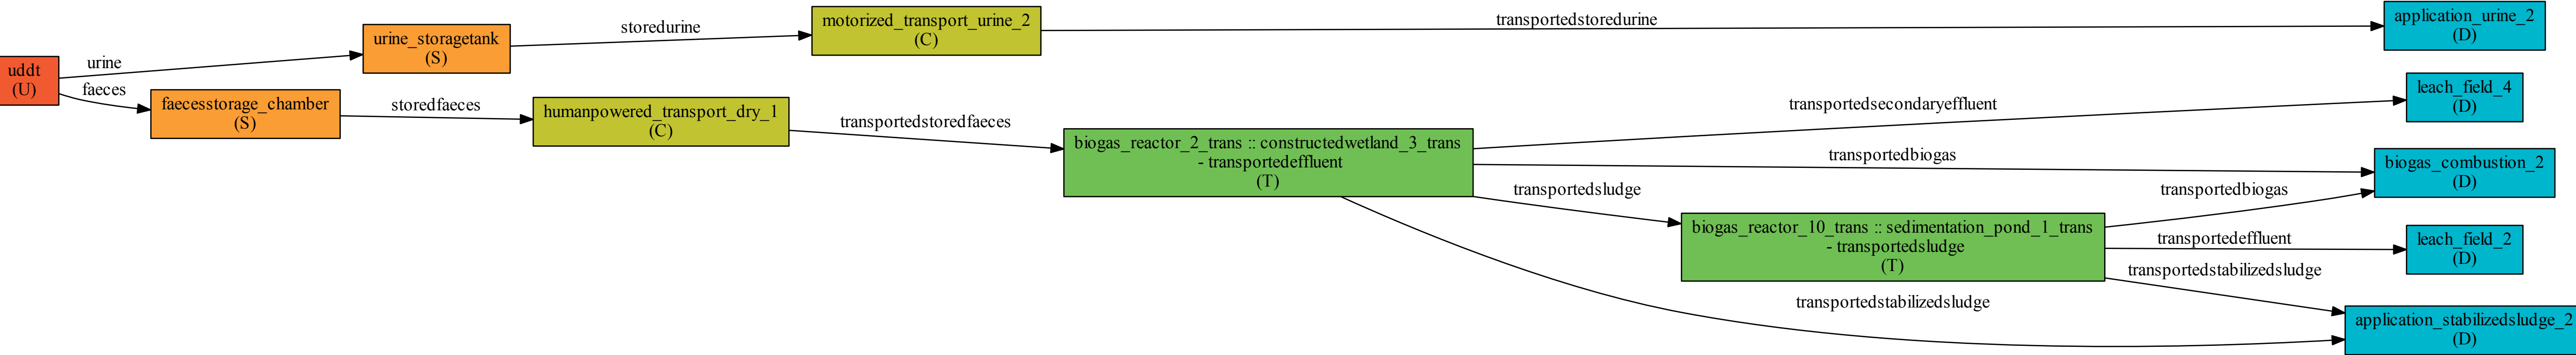 uddt
(U)
urine
faeces
urine_storagetank
(S)
faecesstorage_chamber
(S)
storedurine
storedfaeces
motorized_transport_urine_2
(C)
humanpowered_transport_dry_1
(C)
transportedstoredurine
transportedstoredfaeces
biogas_reactor_2_trans :: constructedwetland_3_trans
- transportedeffluent
(T)
transportedsecondaryeffluent
transportedbiogas
transportedsludge
transportedstabilizedsludge
biogas_reactor_10_trans :: sedimentation_pond_1_trans
- transportedsludge
(T)
transportedbiogas
transportedeffluent
transportedstabilizedsludge
application_urine_2
(D)
leach_field_4
(D)
biogas_combustion_2
(D)
leach_field_2
(D)
application_stabilizedsludge_2
(D)